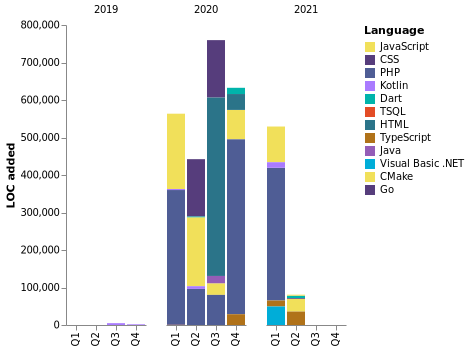 2019 2020 2021
800,000
700,000
600,000
500,000
400,000
300,000
200,000
100,000
0
LOC added
Q1 Q2 Q3 Q4 Q1 Q2 Q3 Q4 Q1 Q2 Q3 Q4
Language
JavaScript
CSS
PHP
Kotlin
Dart
TSQL
HTML
TypeScript
Java
Visual Basic .NET
CMake
Go